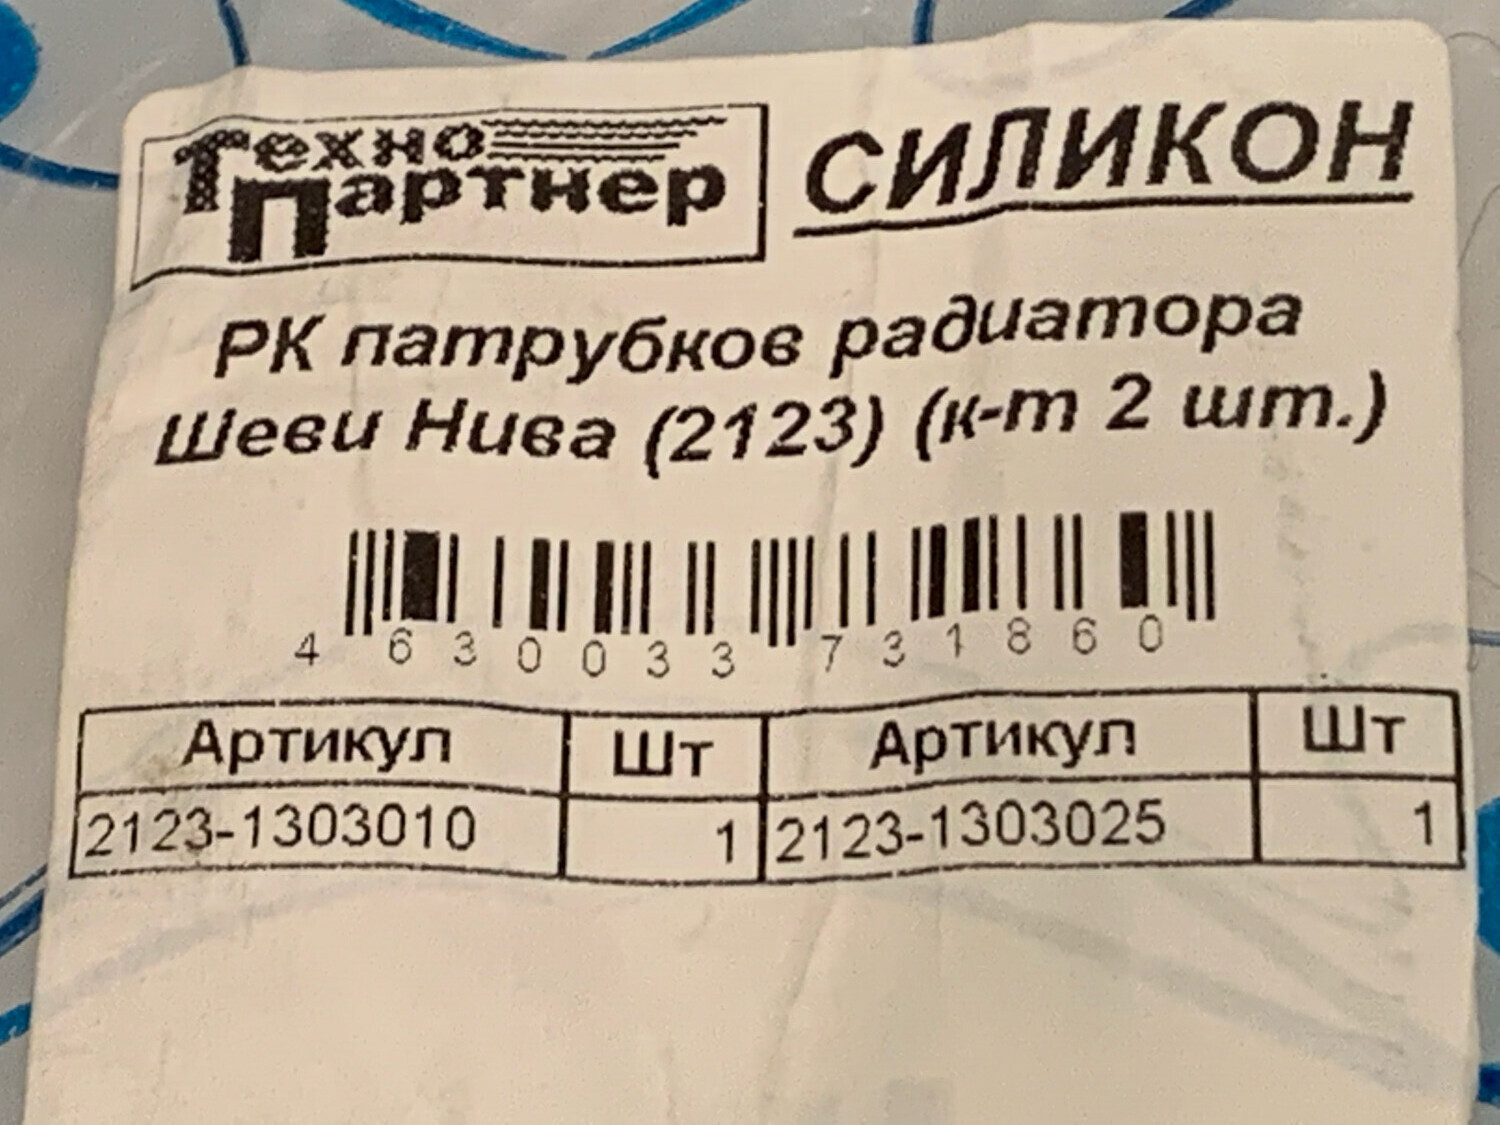 Техно
Партнер
СИЛИКОН
РК патрубков радиатора
Шеви Нива (2123) (к-т 2 шт.)
4 630033 731860
Артикул Шт Артикул Шт
2123-1303010 1 2123-1303025 1